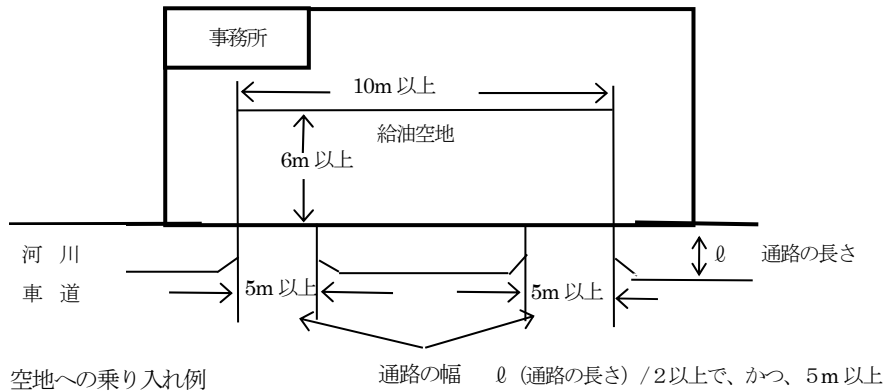 事務所
10m 以上
給油空地
6m 以上
河 川
ℓ 通路の長さ
車 道
5m 以上
5m 以上
空地への乗り入れ例
通路の幅 ℓ (通路の長さ) /2以上で、かつ、5m以上